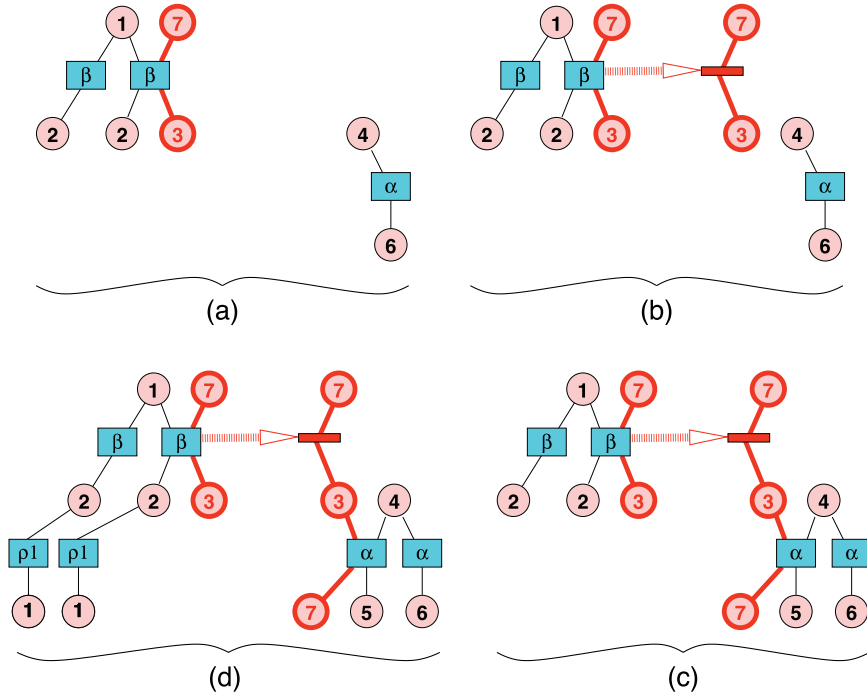 1 7 1 7 7
β β β β
2 2 3 4 2 2 3 3 4
α α
6 6
(a) (b)
1 7 7 1 7 7
β β β β
2 2 3 3 4 2 2 3 3 4
ρ1 ρ1 α α α α
1 1 7 5 6 7 5 6
(d) (c)